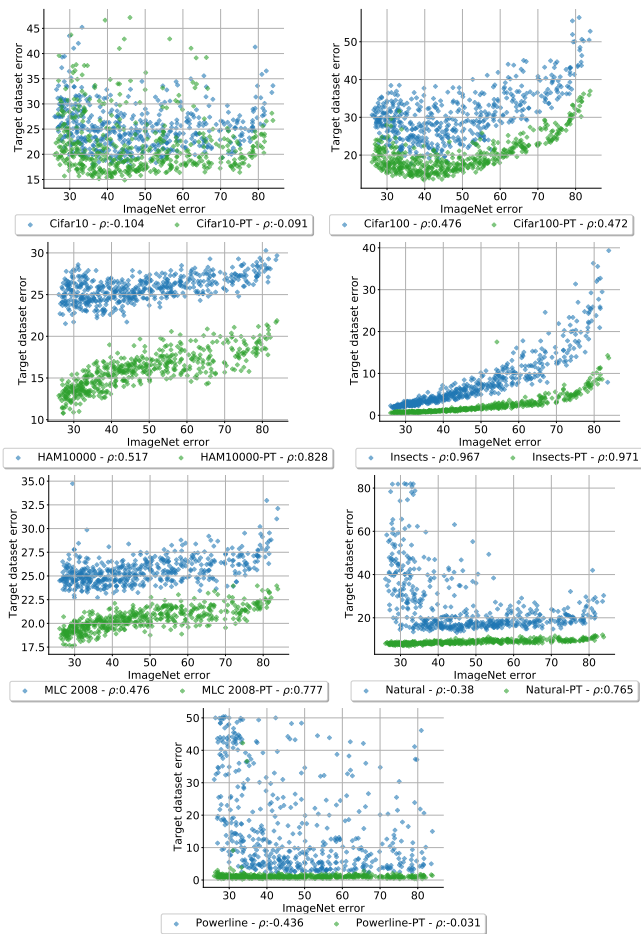 Target dataset error
45
40
35
30
25
20
15
30 40 50 60 70 80
ImageNet error
Cifar10 - ρ:-0.104 Cifar10-PT - ρ:-0.091
Target dataset error
50
40
30
20
30 40 50 60 70 80
ImageNet error
Cifar100 - ρ:0.476 Cifar100-PT - ρ:0.472
Target dataset error
30
25
20
15
10
30 40 50 60 70 80
ImageNet error
HAM10000 - ρ:0.517 HAM10000-PT - ρ:0.828
Target dataset error
40
30
20
10
0
30 40 50 60 70 80
ImageNet error
Insects - ρ:0.967 Insects-PT - ρ:0.971
Target dataset error
35.0
32.5
30.0
27.5
25.0
22.5
20.0
17.5
30 40 50 60 70 80
ImageNet error
MLC 2008 - ρ:0.476 MLC 2008-PT - ρ:0.777
Target dataset error
80
60
40
20
30 40 50 60 70 80
ImageNet error
Natural - ρ:-0.38 Natural-PT - ρ:0.765
Target dataset error
50
40
30
20
10
0
30 40 50 60 70 80
ImageNet error
Powerline - ρ:-0.436 Powerline-PT - ρ:-0.031